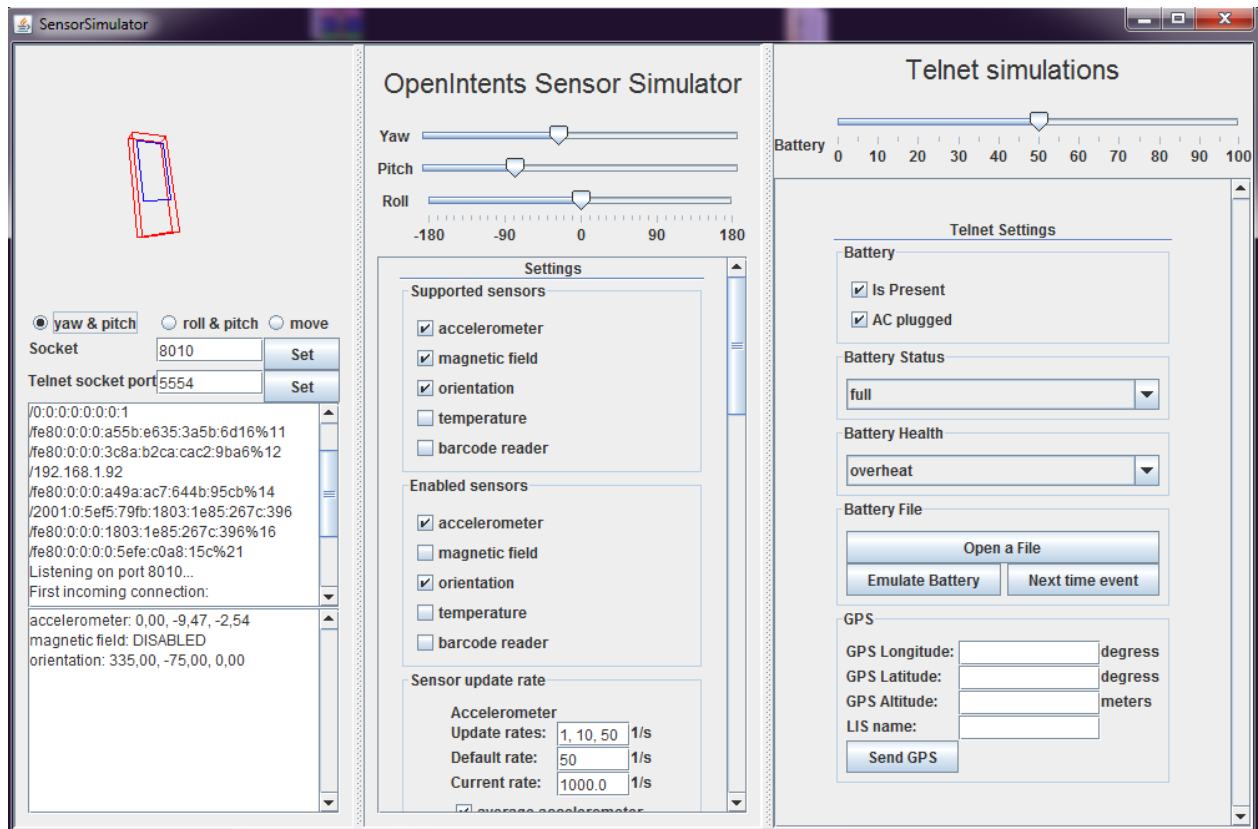 SensorSimulator
yaw & pitch roll & pitch move
Socket 8010 Set
Telnet socket port 5554 Set
/0:0:0:0:0:0:0:1
/fe80:0:0:0:a55b:e635:3a5b:6d16%11
/fe80:0:0:0:3c8a:b2ca:cac2:9ba6%12
/192.168.1.92
/fe80:0:0:0:a49a:ac7:644b:95cb%14
/2001:0:5ef5:79fb:1803:1e85:267c:396
/fe80:0:0:0:1803:1e85:267c:396%16
/fe80:0:0:0:0:5efe:c0a8:15c%21
Listening on port 8010...
First incoming connection:
accelerometer: 0,00, -9,47, -2,54
magnetic field: DISABLED
orientation: 335,00, -75,00, 0,00
OpenIntents Sensor Simulator
Yaw
Pitch
Roll
-180 -90 0 90 180
Settings
Supported sensors
accelerometer
magnetic field
orientation
temperature
barcode reader
Enabled sensors
accelerometer
magnetic field
orientation
temperature
barcode reader
Sensor update rate
Accelerometer
Update rates: 1, 10, 50 1/s
Default rate: 50 1/s
Current rate: 1000.0 1/s
average accelerometer
Telnet simulations
Battery 0 10 20 30 40 50 60 70 80 90 100
Telnet Settings
Battery
Is Present
AC plugged
Battery Status
full
Battery Health
overheat
Battery File
Open a File
Emulate Battery Next time event
GPS
GPS Longitude: degress
GPS Latitude: degress
GPS Altitude: meters
LIS name:
Send GPS